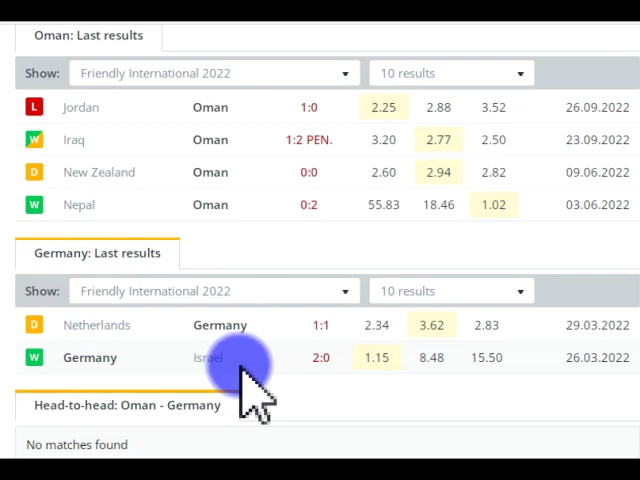 Oman: Last results
Show: Friendly International 2022 10 results
L Jordan Oman 1:0 2.25 2.88 3.52 26.09.2022
W Iraq Oman 1:2 PEN. 3.20 2.77 2.50 23.09.2022
D New Zealand Oman 0:0 2.60 2.94 2.82 09.06.2022
W Nepal Oman 0:2 55.83 18.46 1.02 03.06.2022
Germany: Last results
Show: Friendly International 2022 10 results
D Netherlands Germany 1:1 2.34 3.62 2.83 29.03.2022
W Germany Israel 2:0 1.15 8.48 15.50 26.03.2022
Head-to-head: Oman - Germany
No matches found